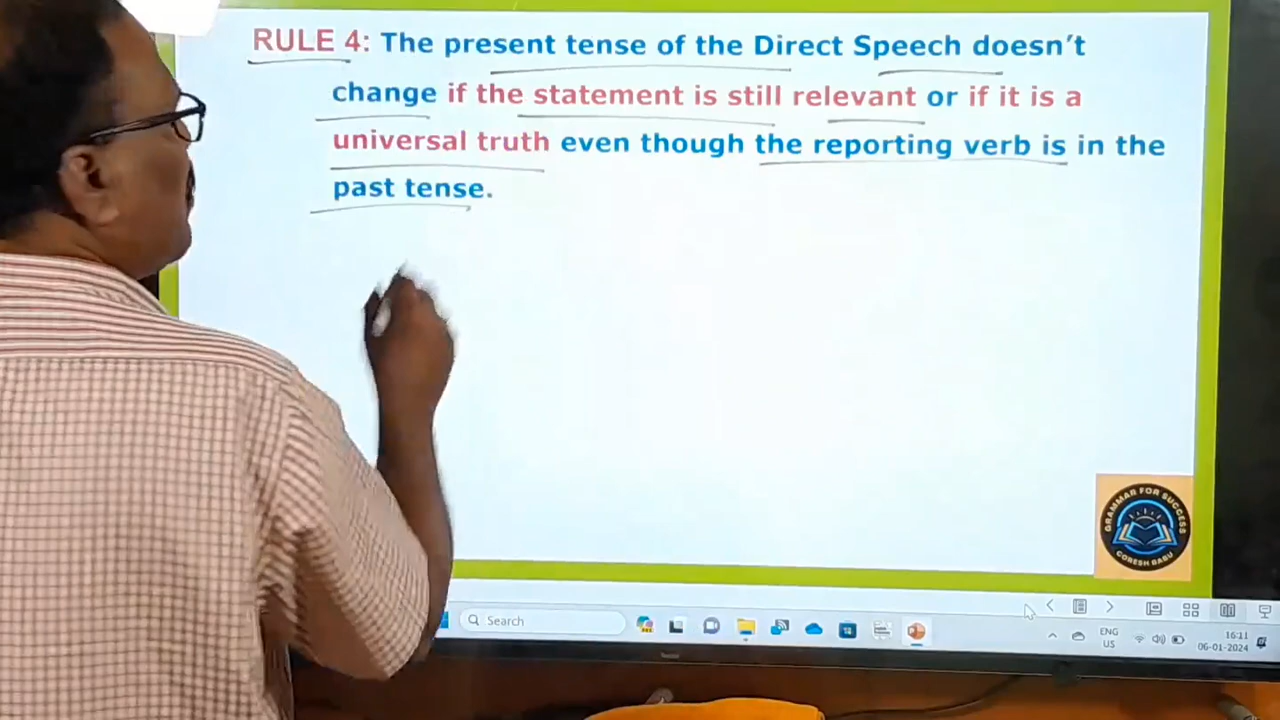 RULE 4: The present tense of the Direct Speech doesn't
change if the statement is still relevant or if it is a
universal truth even though the reporting verb is in the
past tense.
GRAMMAR FOR SUCCESS
GORESH BABU
Search
ENG
US
16:11
06-01-2024